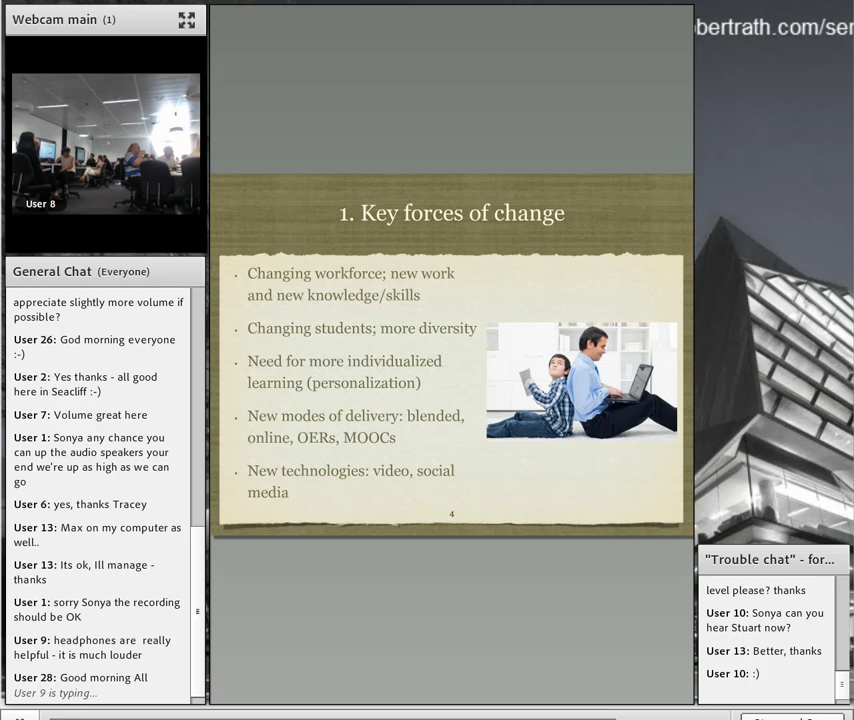 Webcam main (1)
User 8
General Chat (Everyone)
appreciate slightly more volume if
possible?
User 26: God morning everyone
:-)
User 2: Yes thanks - all good
here in Seacliff :-)
User 7: Volume great here
User 1: Sonya any chance you
can up the audio speakers your
end we're up as high as we can
go
User 6: yes, thanks Tracey
User 13: Max on my computer as
well..
User 13: Its ok, Ill manage -
thanks
User 1: sorry Sonya the recording
should be OK
User 9: headphones are really
helpful - it is much louder
User 28: Good morning All
User 9 is typing...
1. Key forces of change
· Changing workforce; new work
and new knowledge/skills
· Changing students; more diversity
· Need for more individualized
learning (personalization)
· New modes of delivery: blended,
online, OERs, MOOCs
· New technologies: video, social
media
4
bertrath.com/ser
"Trouble chat" - for...
level please? thanks
User 10: Sonya can you
hear Stuart now?
User 13: Better, thanks
User 10: :)